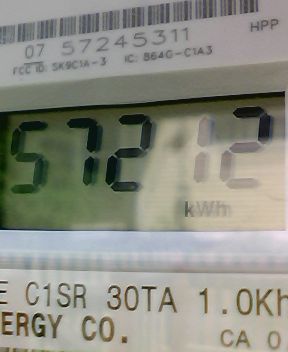 07 57245311
HPP
FCC ID: SK9C1A-3 IC: 864G-C1A3
57212
kWh
E C1SR 30TA 1.0Kh
ERGY CO.
CA 0